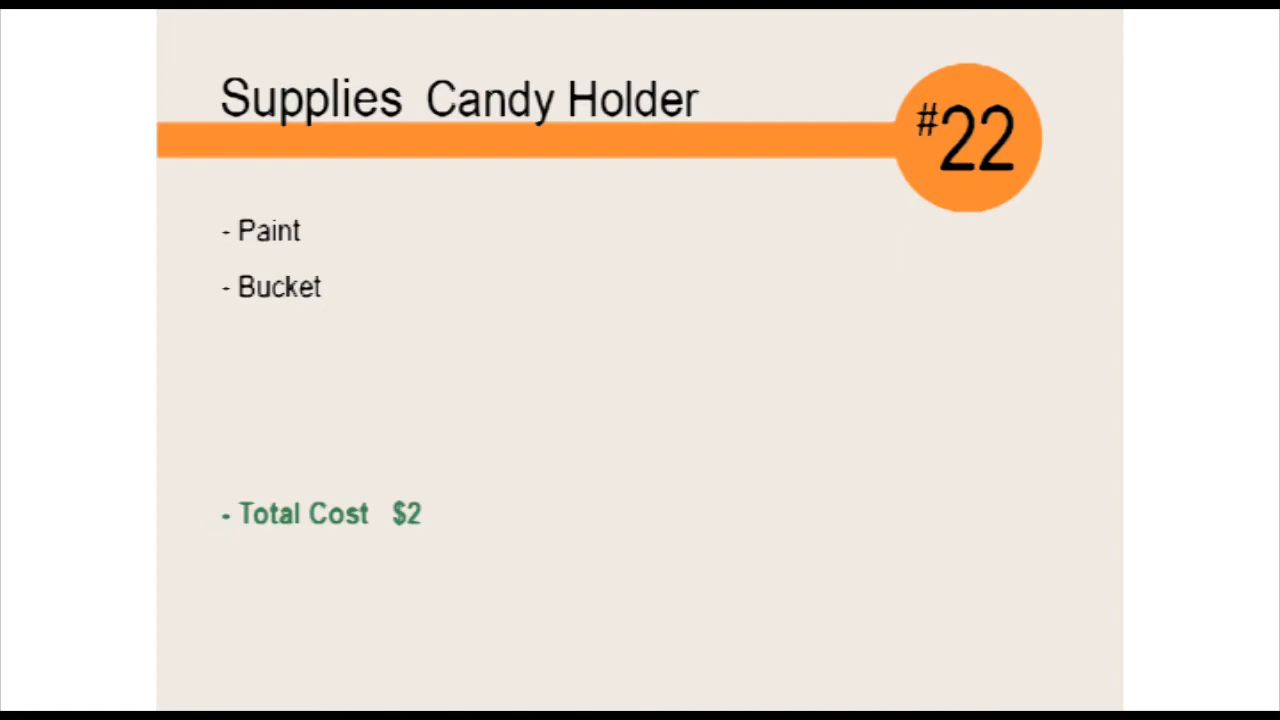 Supplies Candy Holder
#22
- Paint
- Bucket
- Total Cost $2